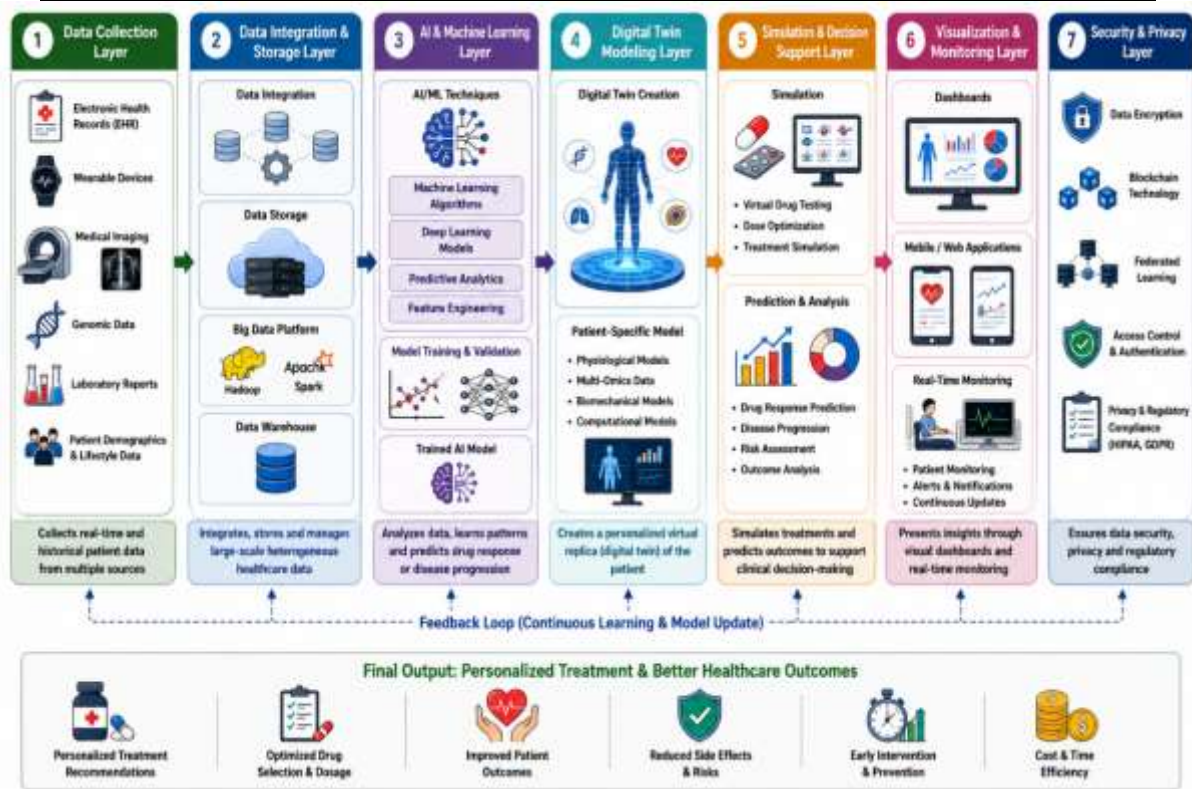 1 Data Collection
Layer
Electronic Health
Records (EHR)
Wearable Devices
Medical Imaging
Genomic Data
Laboratory Reports
Patient Demographics
& Lifestyle Data
Collects real-time and
historical patient data
from multiple sources
2 Data Integration &
Storage Layer
Data Integration
Data Storage
Big Data Platform
Hadoop
Apache
Spark
Data Warehouse
Integrates, stores and manages
large-scale heterogeneous
healthcare data
3 AI & Machine Learning
Layer
AI/ML Techniques
Machine Learning
Algorithms
Deep Learning
Models
Predictive Analytics
Feature Engineering
Model Training & Validation
Trained AI Model
Analyzes data, learns patterns
and predicts drug response
or disease progression
4 Digital Twin
Modeling Layer
Digital Twin Creation
Patient-Specific Model
• Physiological Models
• Multi-Omics Data
• Biomechanical Models
• Computational Models
Creates a personalized virtual
replica (digital twin) of the
patient
5 Simulation & Decision
Support Layer
Simulation
• Virtual Drug Testing
• Dose Optimization
• Treatment Simulation
Prediction & Analysis
• Drug Response Prediction
• Disease Progression
• Risk Assessment
• Outcome Analysis
Simulates treatments and
predicts outcomes to support
clinical decision-making
6 Visualization &
Monitoring Layer
Dashboards
Mobile / Web Applications
Real-Time Monitoring
• Patient Monitoring
• Alerts & Notifications
• Continuous Updates
Presents insights through
visual dashboards and
real-time monitoring
7 Security & Privacy
Layer
Data Encryption
Blockchain
Technology
Federated
Learning
Access Control
& Authentication
Privacy & Regulatory
Compliance
(HIPAA, GDPR)
Ensures data security,
privacy and regulatory
compliance
Feedback Loop (Continuous Learning & Model Update)
Final Output: Personalized Treatment & Better Healthcare Outcomes
Personalized Treatment
Recommendations
Optimized Drug
Selection & Dosage
Improved Patient
Outcomes
Reduced Side Effects
& Risks
Early Intervention
& Prevention
Cost & Time
Efficiency